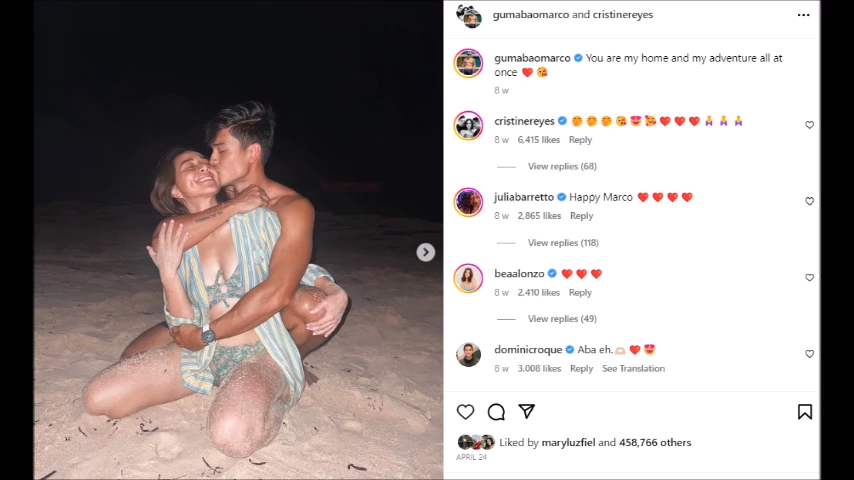 gumabaomarco and cristinereyes
gumabaomarco You are my home and my adventure all at
once ❤️😘
8 w
cristinereyes 🤭🤭🤭😘😍🥰❤️❤️❤️🙏🙏🙏
8 w 6,415 likes Reply
View replies (68)
juliabarretto Happy Marco ❤️❤️❤️❤️
8 w 2,865 likes Reply
View replies (118)
beaalonzo ❤️❤️❤️
8 w 2,410 likes Reply
View replies (49)
dominicroque Aba eh.🫶🏻❤️😍
8 w 3,008 likes Reply See Translation
Liked by maryluzfiel and 458,766 others
APRIL 24